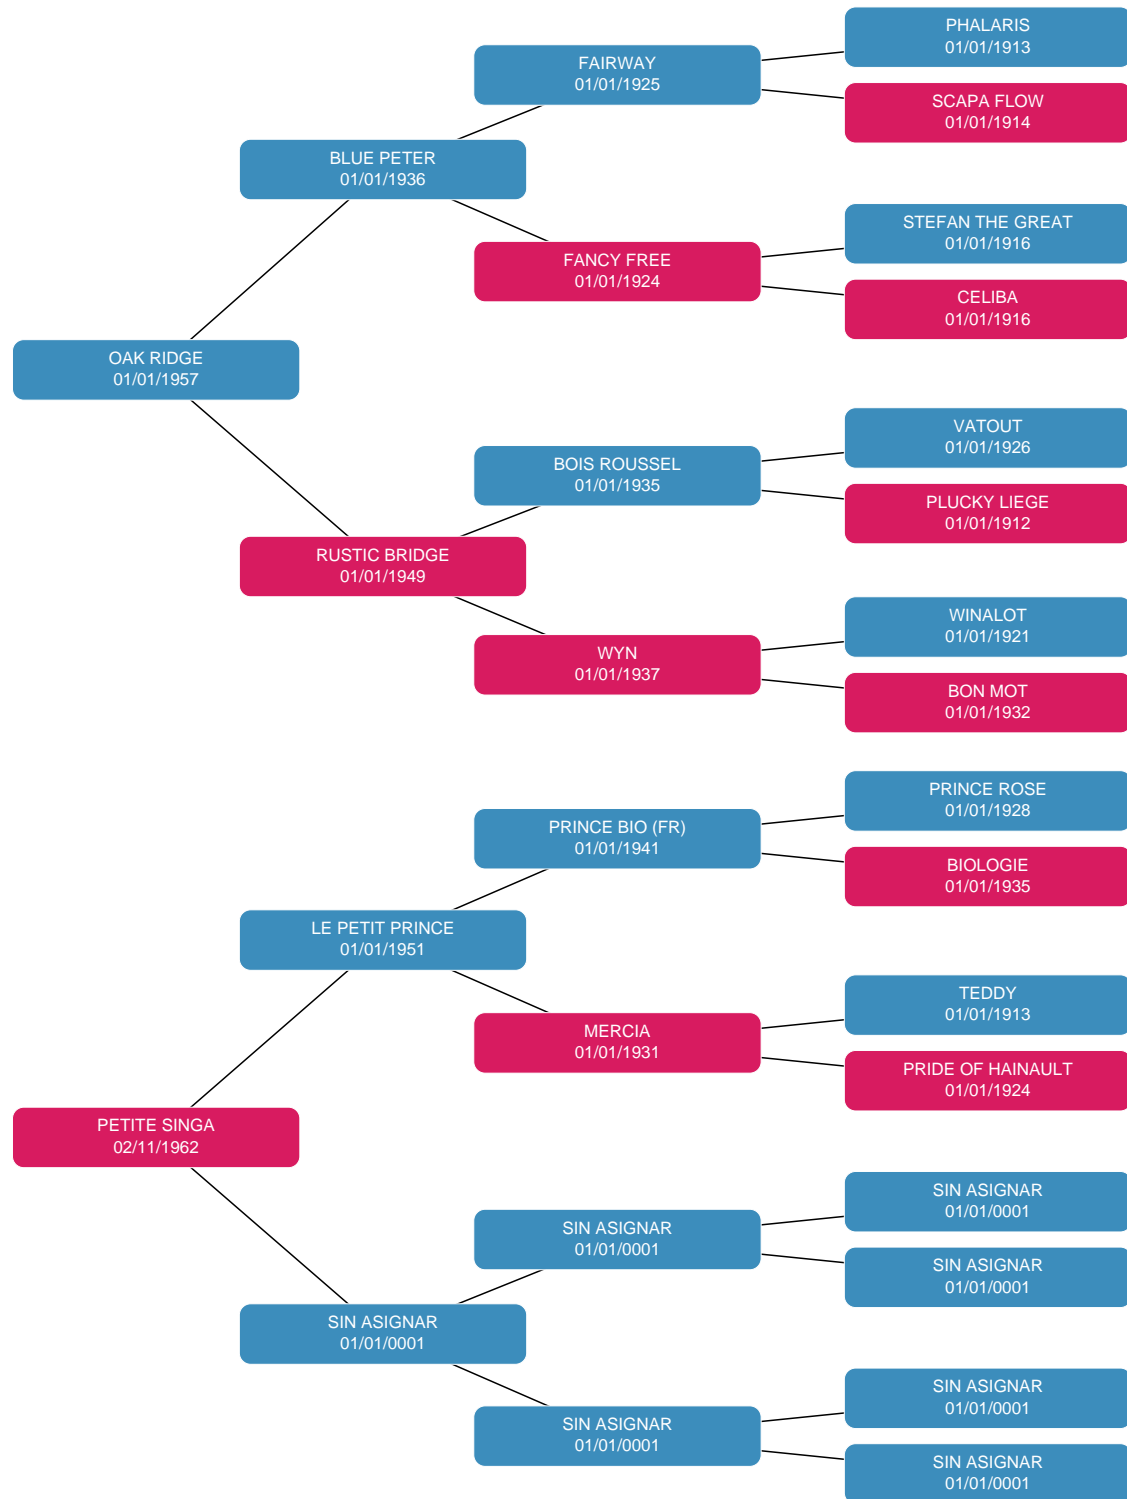 PHALARIS
01/01/1913
FAIRWAY
01/01/1925
SCAPA FLOW
01/01/1914
BLUE PETER
01/01/1936
STEFAN THE GREAT
01/01/1916
FANCY FREE
01/01/1924
CELIBA
01/01/1916
OAK RIDGE
01/01/1957
VATOUT
01/01/1926
BOIS ROUSSEL
01/01/1935
PLUCKY LIEGE
01/01/1912
RUSTIC BRIDGE
01/01/1949
WINALOT
01/01/1921
WYN
01/01/1937
BON MOT
01/01/1932
PRINCE ROSE
01/01/1928
PRINCE BIO (FR)
01/01/1941
BIOLOGIE
01/01/1935
LE PETIT PRINCE
01/01/1951
TEDDY
01/01/1913
MERCIA
01/01/1931
PRIDE OF HAINAULT
01/01/1924
PETITE SINGA
02/11/1962
SIN ASIGNAR
01/01/0001
SIN ASIGNAR
01/01/0001
SIN ASIGNAR
01/01/0001
SIN ASIGNAR
01/01/0001
SIN ASIGNAR
01/01/0001
SIN ASIGNAR
01/01/0001
SIN ASIGNAR
01/01/0001